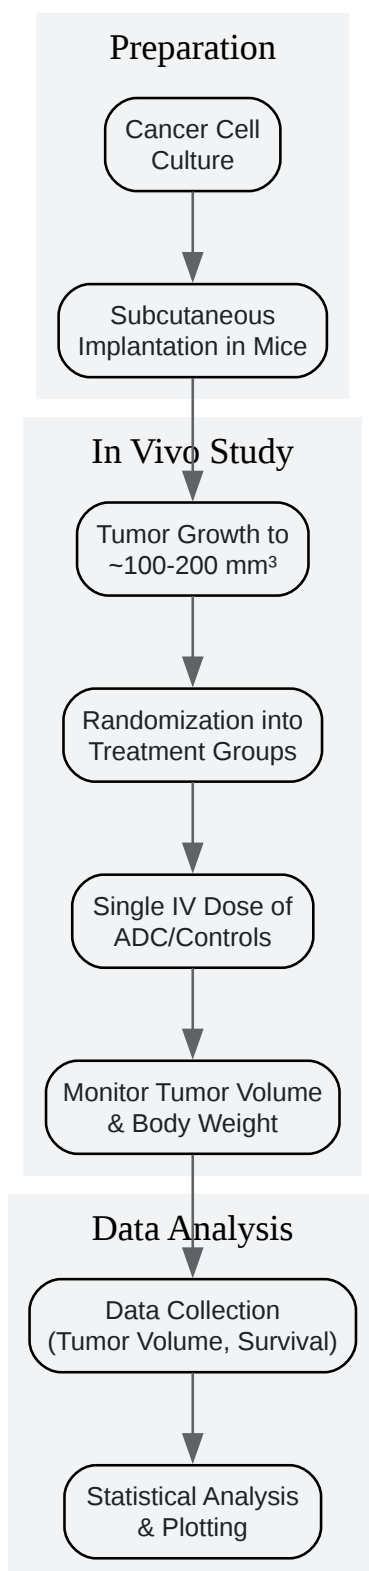 Preparation
Cancer Cell
Culture
Subcutaneous
Implantation in Mice
In Vivo Study
Tumor Growth to
~100-200 mm³
Randomization into
Treatment Groups
Single IV Dose of
ADC/Controls
Monitor Tumor Volume
& Body Weight
Data Analysis
Data Collection
(Tumor Volume, Survival)
Statistical Analysis
& Plotting